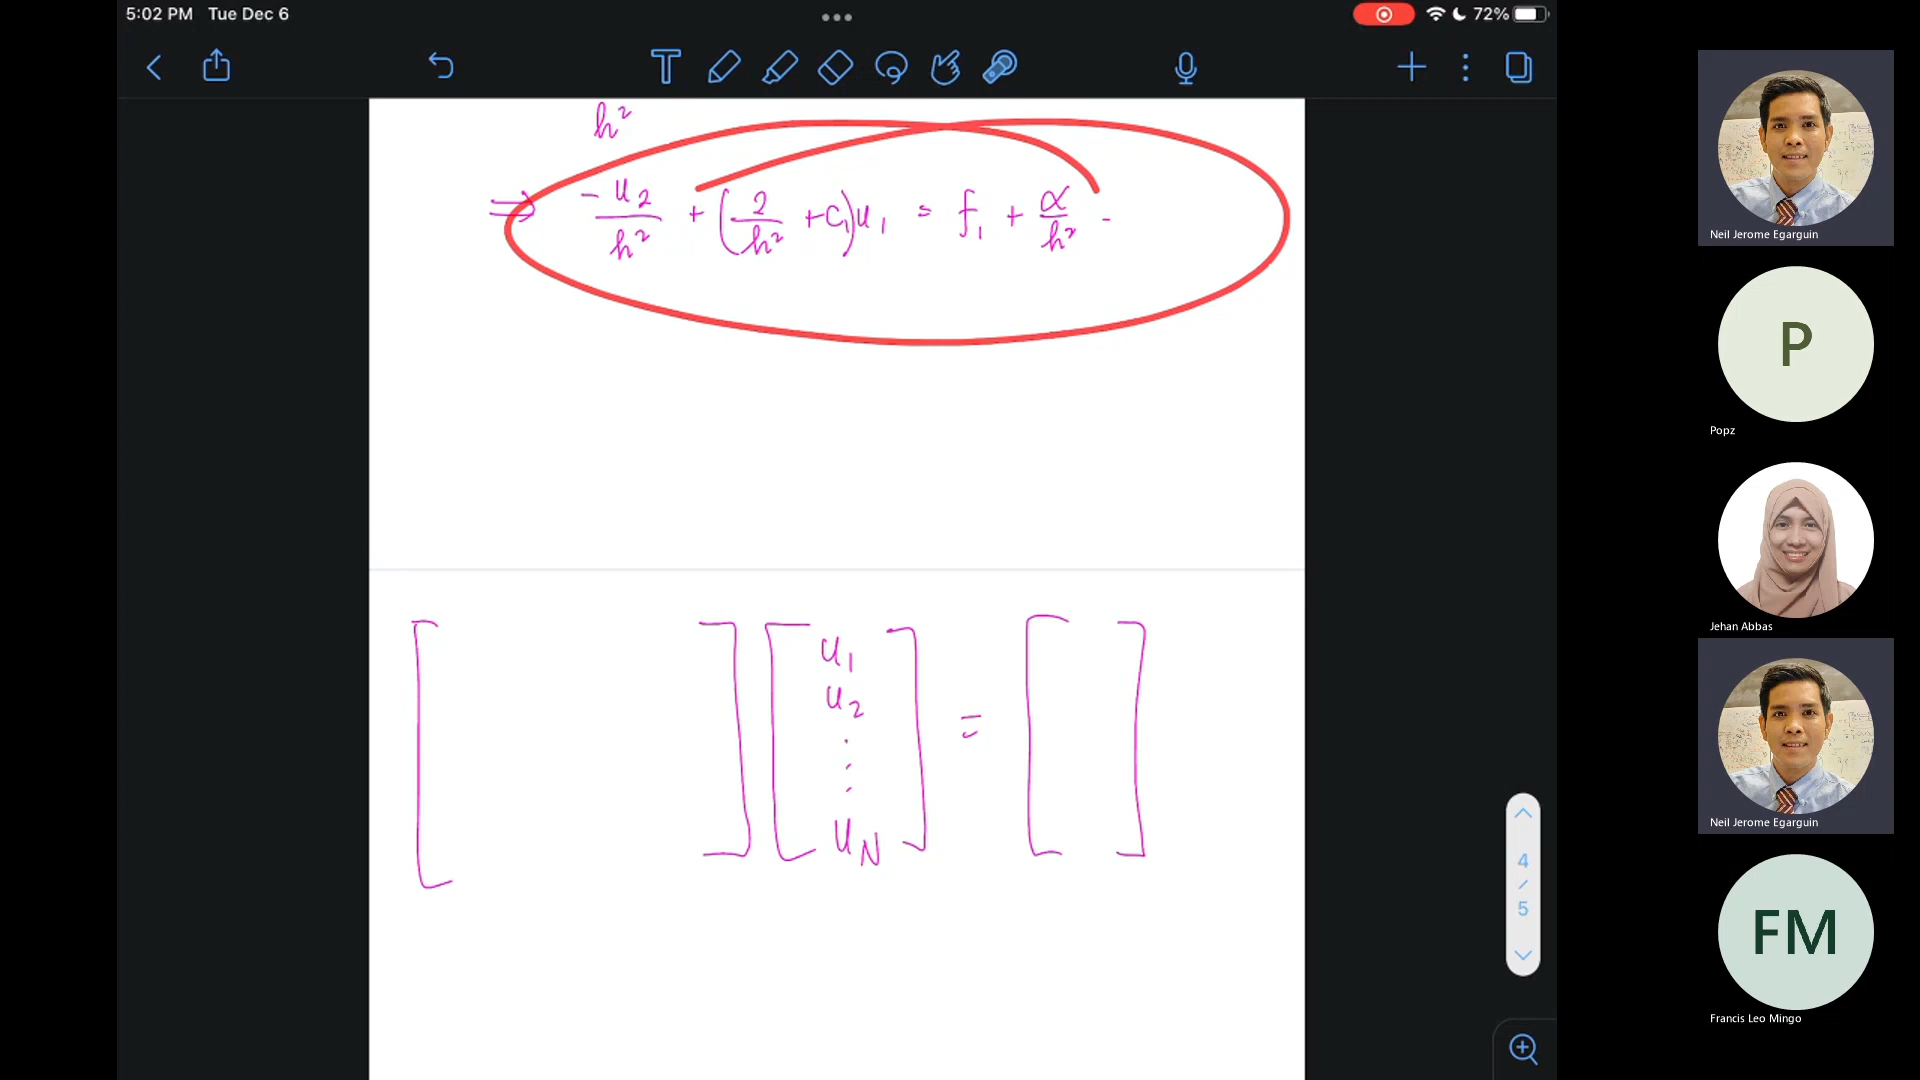 5:02 PM Tue Dec 6
72%
h²
⇒ -u₂/h² + (2/h² + C₁)u₁ = f₁ + α/h² -
[ ] [ u₁ u₂ ⋮ u_N ] = [ ]
4
/
5
Neil Jerome Egarguin
P
Popz
Jehan Abbas
Neil Jerome Egarguin
FM
Francis Leo Mingo